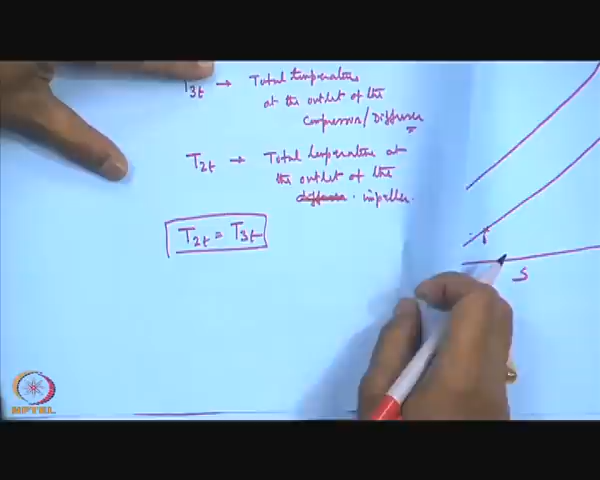 T3t → Total temperature
at the outlet of the
Compressor/Diffuser
T2t → Total temperature at
the outlet of the
diffuser impeller.
T2t = T3t
S
NPTEL